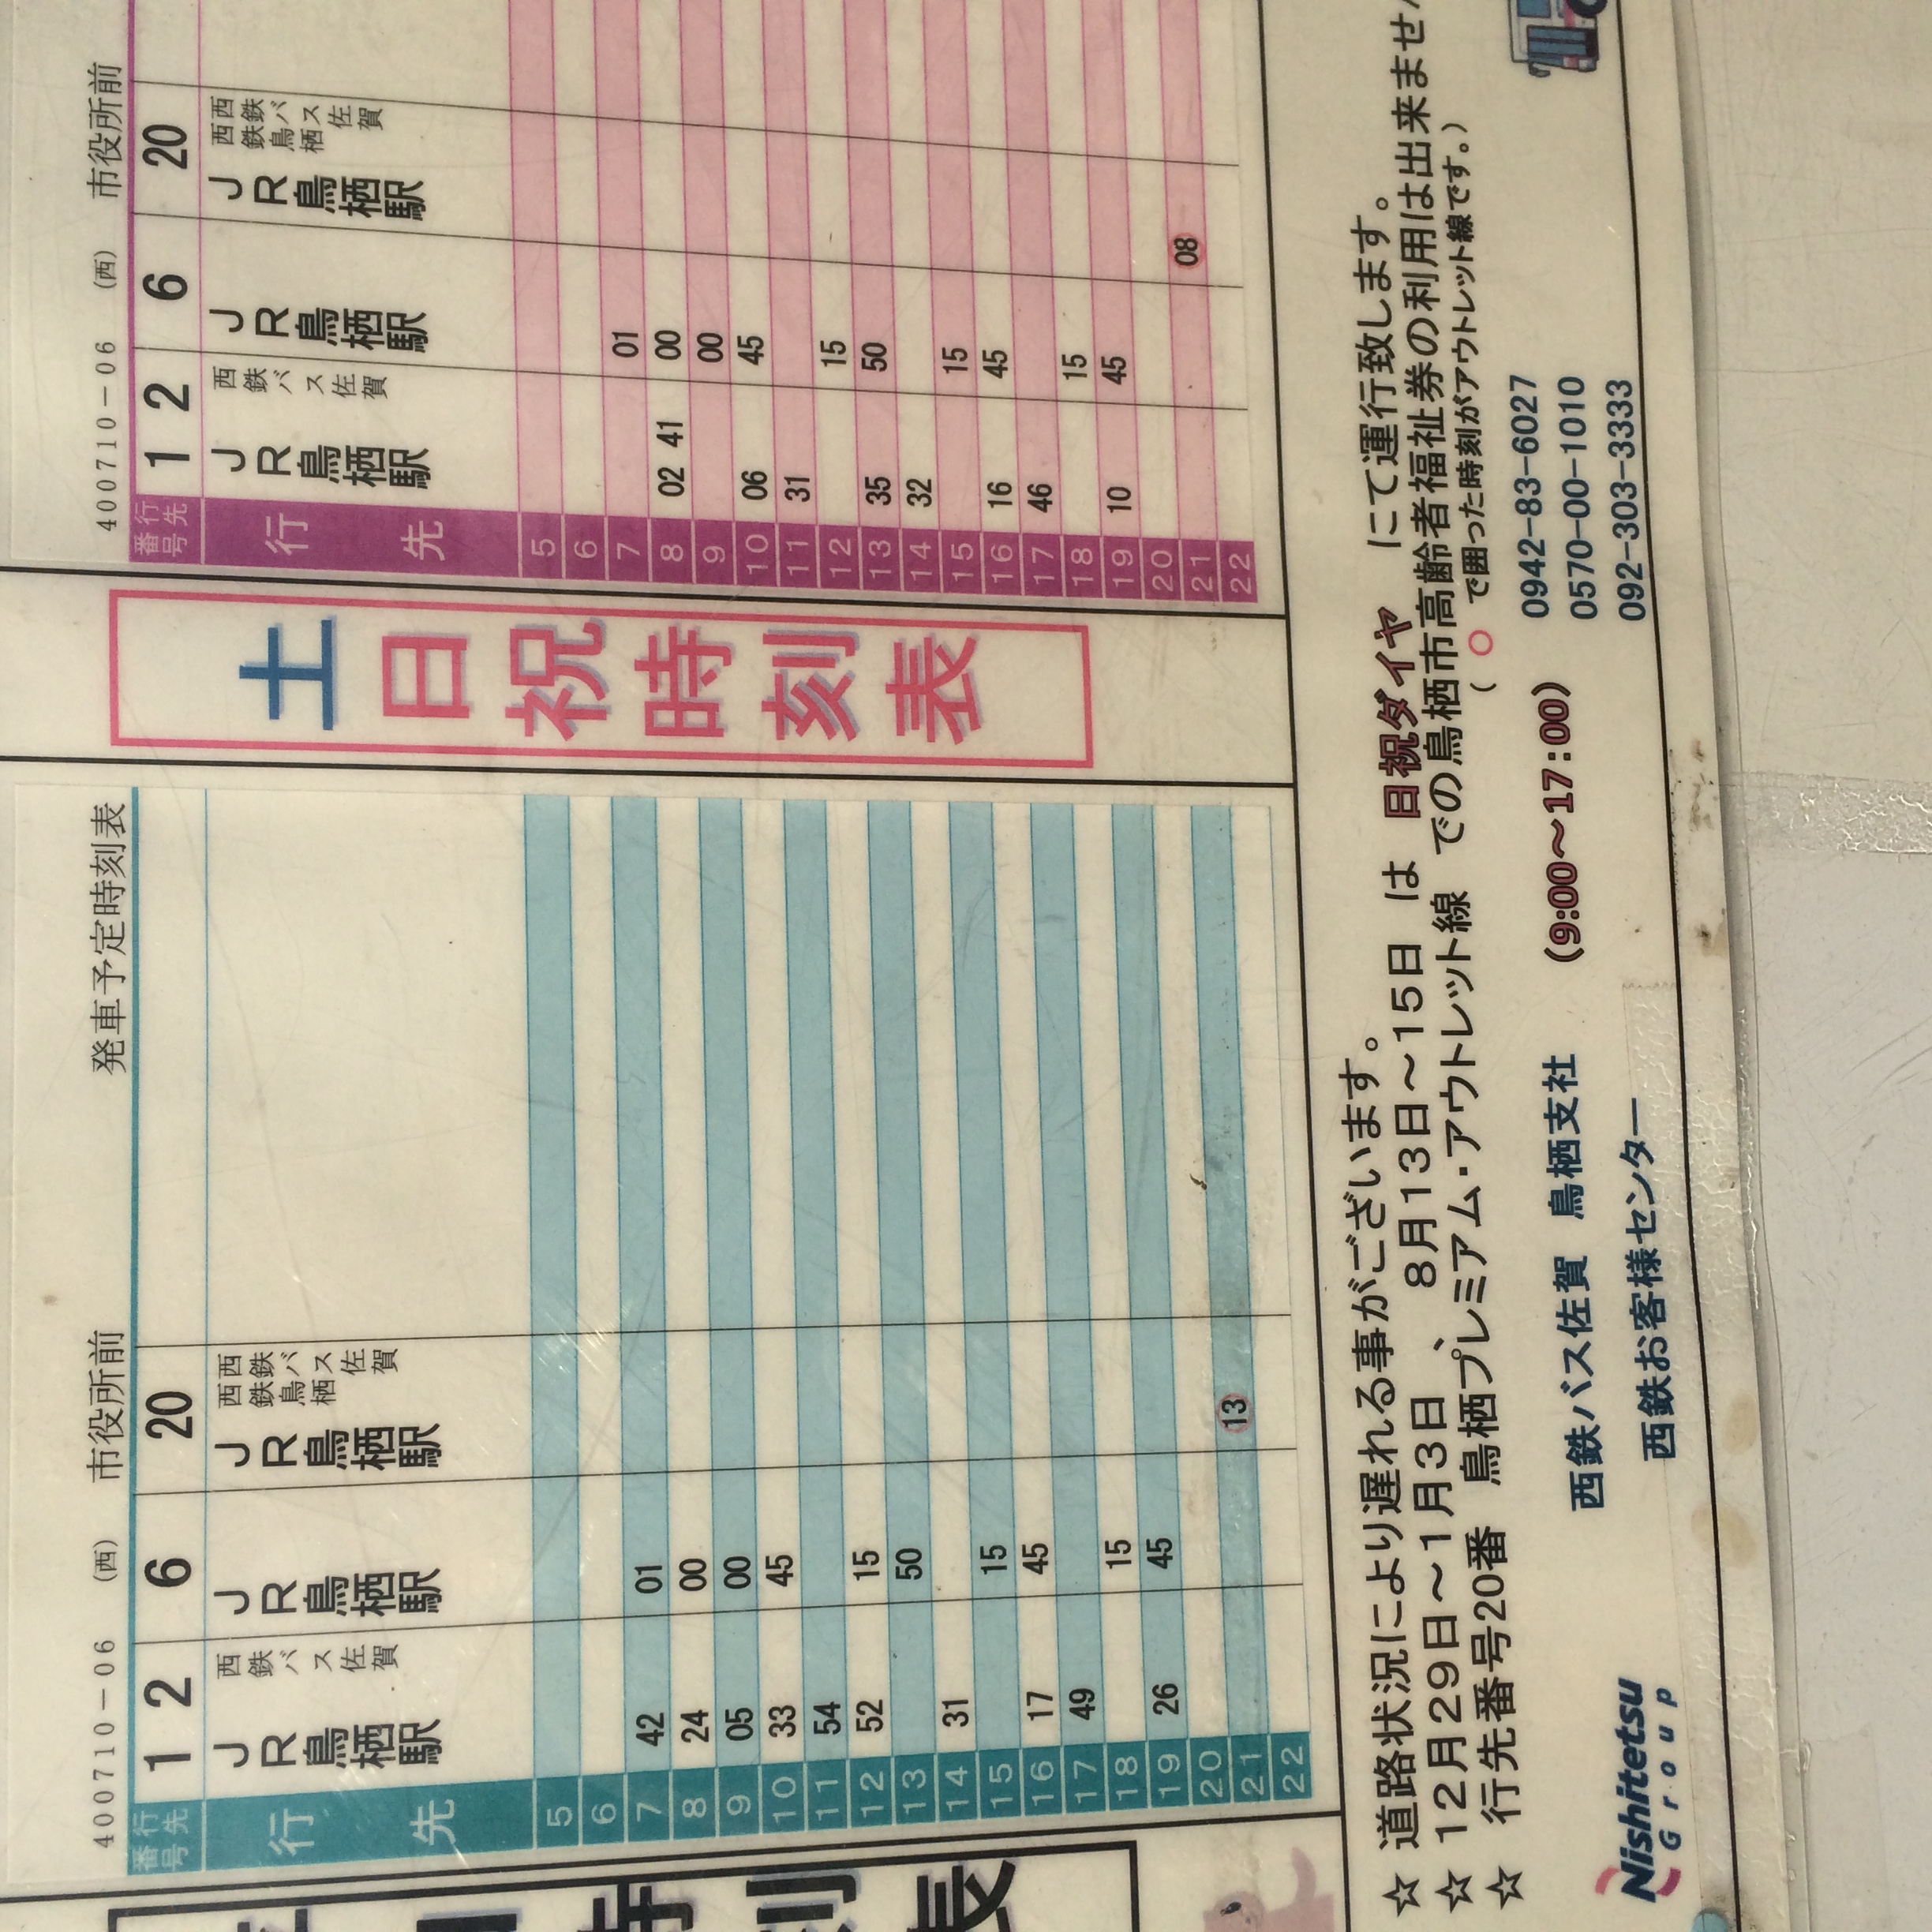 400710-06 (西) 市役所前 発車予定時刻表
行先番号 1 2 6 20
行先 JR鳥栖駅 西鉄バス佐賀 JR鳥栖駅 JR鳥栖駅 西鉄鳥栖 西鉄バス佐賀
5
6
7 42 01
8 24 00
9 05 00
10 33 45
11 54
12 52 15
13 50
14 31
15 15
16 17 45
17 49
18 15
19 26 45
20
21 13
22
土日祝時刻表
400710-06 (西) 市役所前
行先番号 1 2 6 20
行先 JR鳥栖駅 西鉄バス佐賀 JR鳥栖駅 JR鳥栖駅 西鉄鳥栖 西鉄バス佐賀
5
6
7 01
8 02 41 00
9 00
10 06 45
11 31
12 15
13 35 50
14 32
15 15
16 16 45
17 46
18 15
19 10 45
20
21 08
22
☆ 道路状況により遅れる事がございます。
☆ 12月29日～1月3日、8月13日～15日 は 日祝ダイヤ にて運行致します。
☆ 行先番号20番 鳥栖プレミアム・アウトレット線 での鳥栖市高齢者福祉券の利用は出来ませ
( ○ で囲った時刻がアウトレット線です。)
西鉄バス佐賀 鳥栖支社 (9:00～17:00) 0942-83-6027
西鉄お客様センター 0570-00-1010
092-303-3333
Nishitetsu
Group